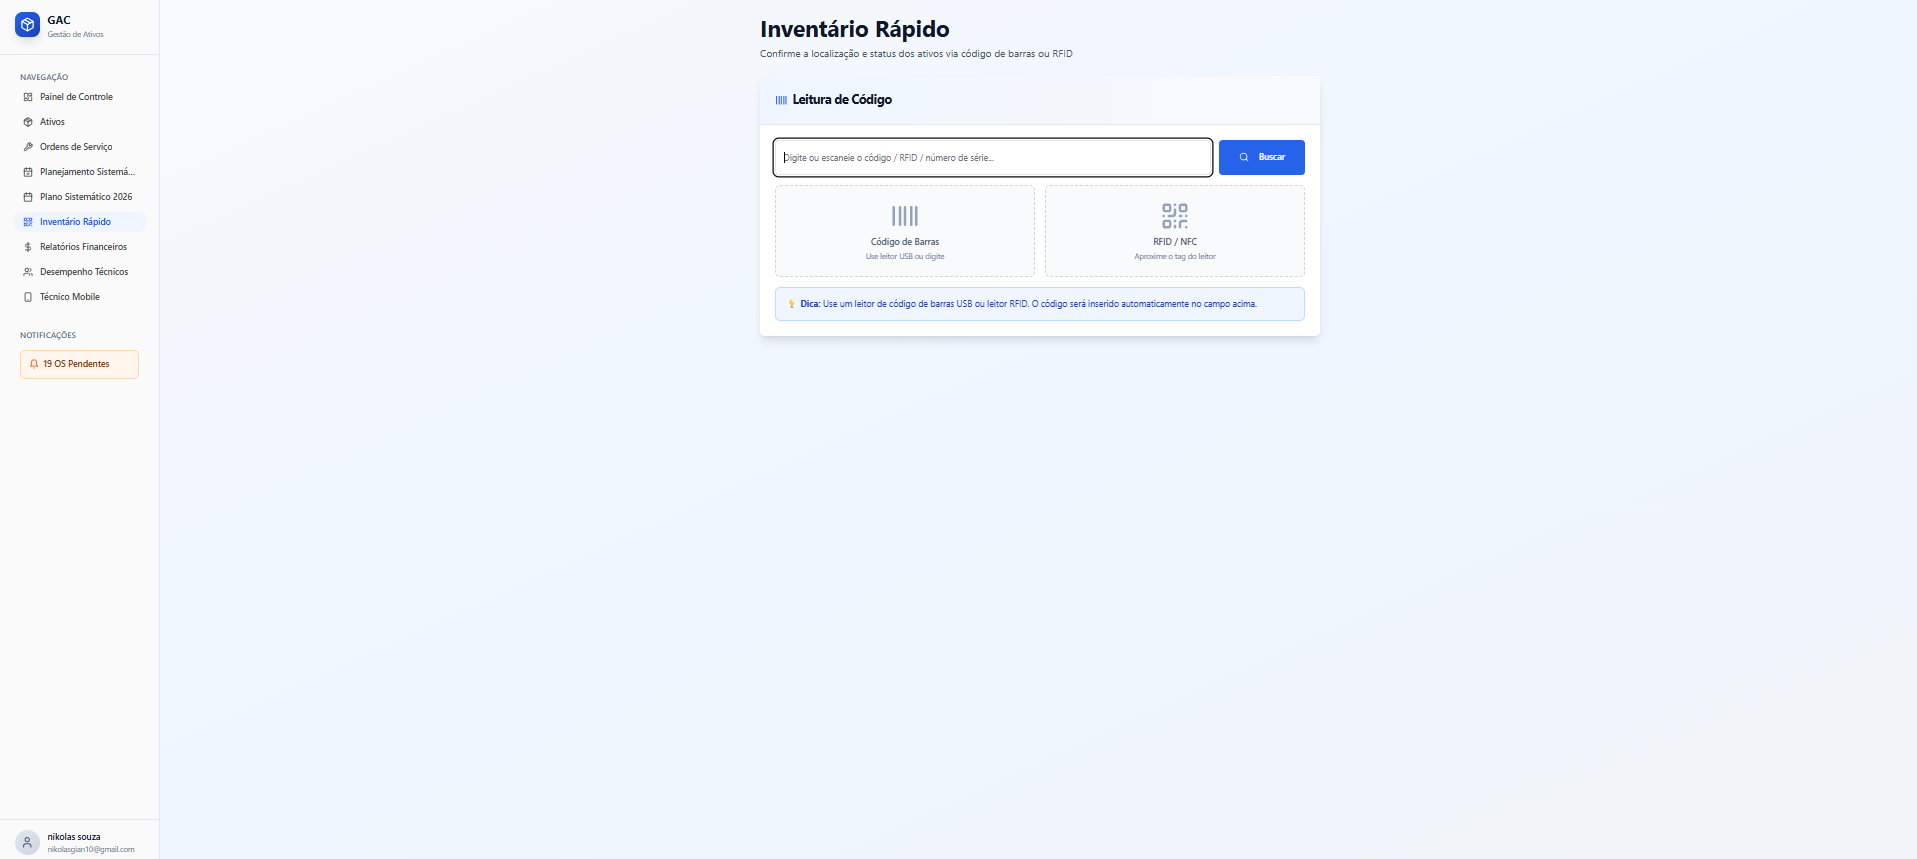 GAC
Gestão de Ativos
NAVEGAÇÃO
Painel de Controle
Ativos
Ordens de Serviço
Planejamento Sistemá...
Plano Sistemático 2026
Inventário Rápido
Relatórios Financeiros
Desempenho Técnicos
Técnico Mobile
NOTIFICAÇÕES
19 OS Pendentes
nikolas souza
nikolasgian10@gmail.com
Inventário Rápido
Confirme a localização e status dos ativos via código de barras ou RFID
Leitura de Código
Digite ou escaneie o código / RFID / número de série...
Buscar
Código de Barras
Use leitor USB ou digite
RFID / NFC
Aproxime o tag do leitor
Dica: Use um leitor de código de barras USB ou leitor RFID. O código será inserido automaticamente no campo acima.